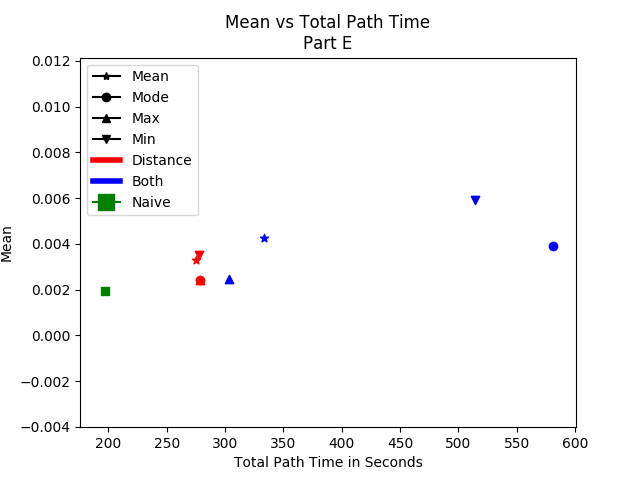 Mean vs Total Path Time
Part E
0.012
0.010
0.008
0.006
0.004
0.002
0.000
−0.002
−0.004
Mean
Mean
Mode
Max
Min
Distance
Both
Naive
200 250 300 350 400 450 500 550 600
Total Path Time in Seconds